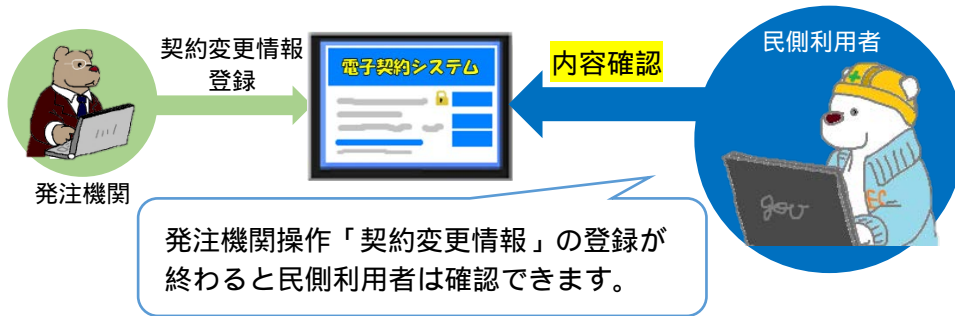 契約変更情報
登録
電子契約システム
内容確認
民側利用者
発注機関
gov
EC
発注機関操作「契約変更情報」の登録が
終わると民側利用者は確認できます。